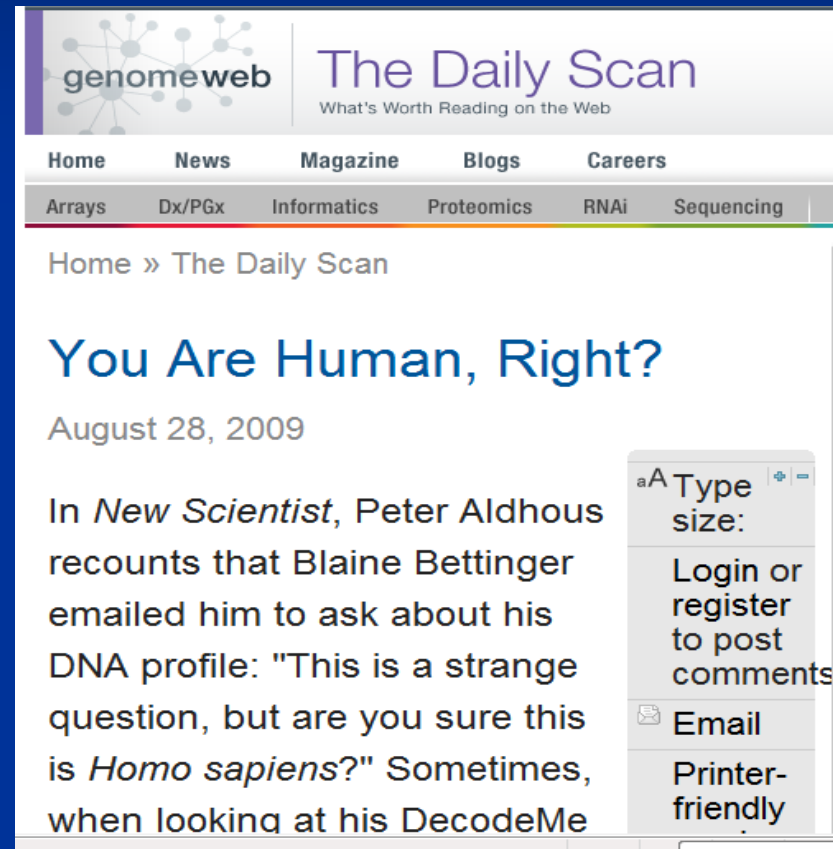 genomeweb
The Daily Scan
What's Worth Reading on the Web
Home News Magazine Blogs Careers
Arrays Dx/PGx Informatics Proteomics RNAi Sequencing
Home » The Daily Scan
You Are Human, Right?
August 28, 2009
In New Scientist, Peter Aldhous
recounts that Blaine Bettinger
emailed him to ask about his
DNA profile: "This is a strange
question, but are you sure this
is Homo sapiens?" Sometimes,
when looking at his DecodeMe
aA Type
size:
Login or
register
to post
comments
Email
Printer-
friendly